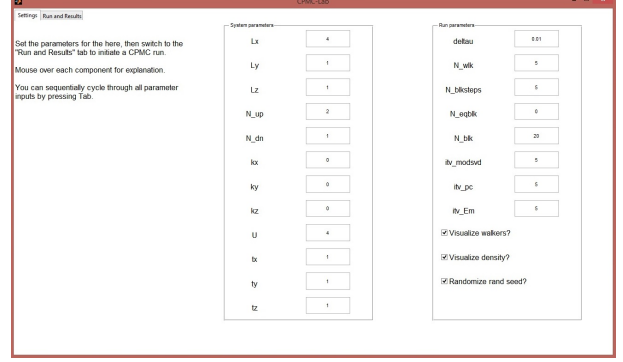 CPMC-Lab
Settings Run and Results
Set the parameters for the here, then switch to the
"Run and Results" tab to initiate a CPMC run.
Mouse over each component for explanation.
You can sequentially cycle through all parameter
inputs by pressing Tab.
System parameters
Lx 4
Ly 1
Lz 1
N_up 2
N_dn 1
kx 0
ky 0
kz 0
U 4
tx 1
ty 1
tz 1
Run parameters
deltau 0.01
N_wlk 5
N_blksteps 5
N_eqblk 0
N_blk 20
itv_modsvd 5
itv_pc 5
itv_Em 5
Visualize walkers?
Visualize density?
Randomize rand seed?